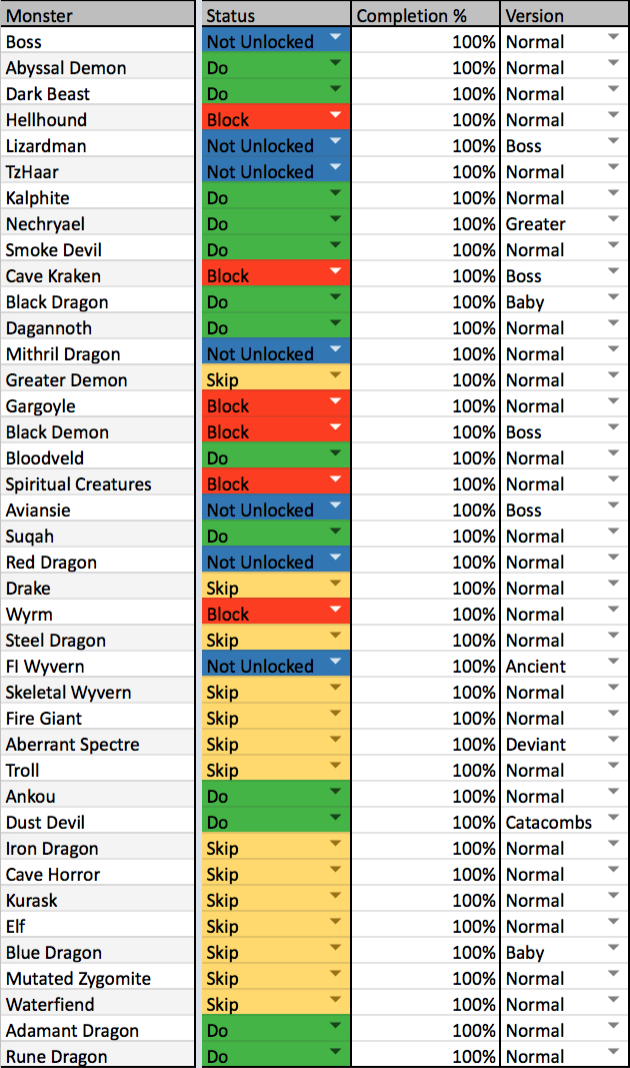 Monster Status Completion % Version
Boss Not Unlocked 100% Normal
Abyssal Demon Do 100% Normal
Dark Beast Do 100% Normal
Hellhound Block 100% Normal
Lizardman Not Unlocked 100% Boss
TzHaar Not Unlocked 100% Normal
Kalphite Do 100% Normal
Nechryael Do 100% Greater
Smoke Devil Do 100% Normal
Cave Kraken Block 100% Boss
Black Dragon Do 100% Baby
Dagannoth Do 100% Normal
Mithril Dragon Not Unlocked 100% Normal
Greater Demon Skip 100% Normal
Gargoyle Block 100% Normal
Black Demon Block 100% Boss
Bloodveld Do 100% Normal
Spiritual Creatures Block 100% Normal
Aviansie Not Unlocked 100% Boss
Suqah Do 100% Normal
Red Dragon Not Unlocked 100% Normal
Drake Skip 100% Normal
Wyrm Block 100% Normal
Steel Dragon Skip 100% Normal
FI Wyvern Not Unlocked 100% Ancient
Skeletal Wyvern Skip 100% Normal
Fire Giant Skip 100% Normal
Aberrant Spectre Skip 100% Deviant
Troll Skip 100% Normal
Ankou Do 100% Normal
Dust Devil Do 100% Catacombs
Iron Dragon Skip 100% Normal
Cave Horror Skip 100% Normal
Kurask Skip 100% Normal
Elf Skip 100% Normal
Blue Dragon Skip 100% Baby
Mutated Zygomite Skip 100% Normal
Waterfiend Skip 100% Normal
Adamant Dragon Do 100% Normal
Rune Dragon Do 100% Normal